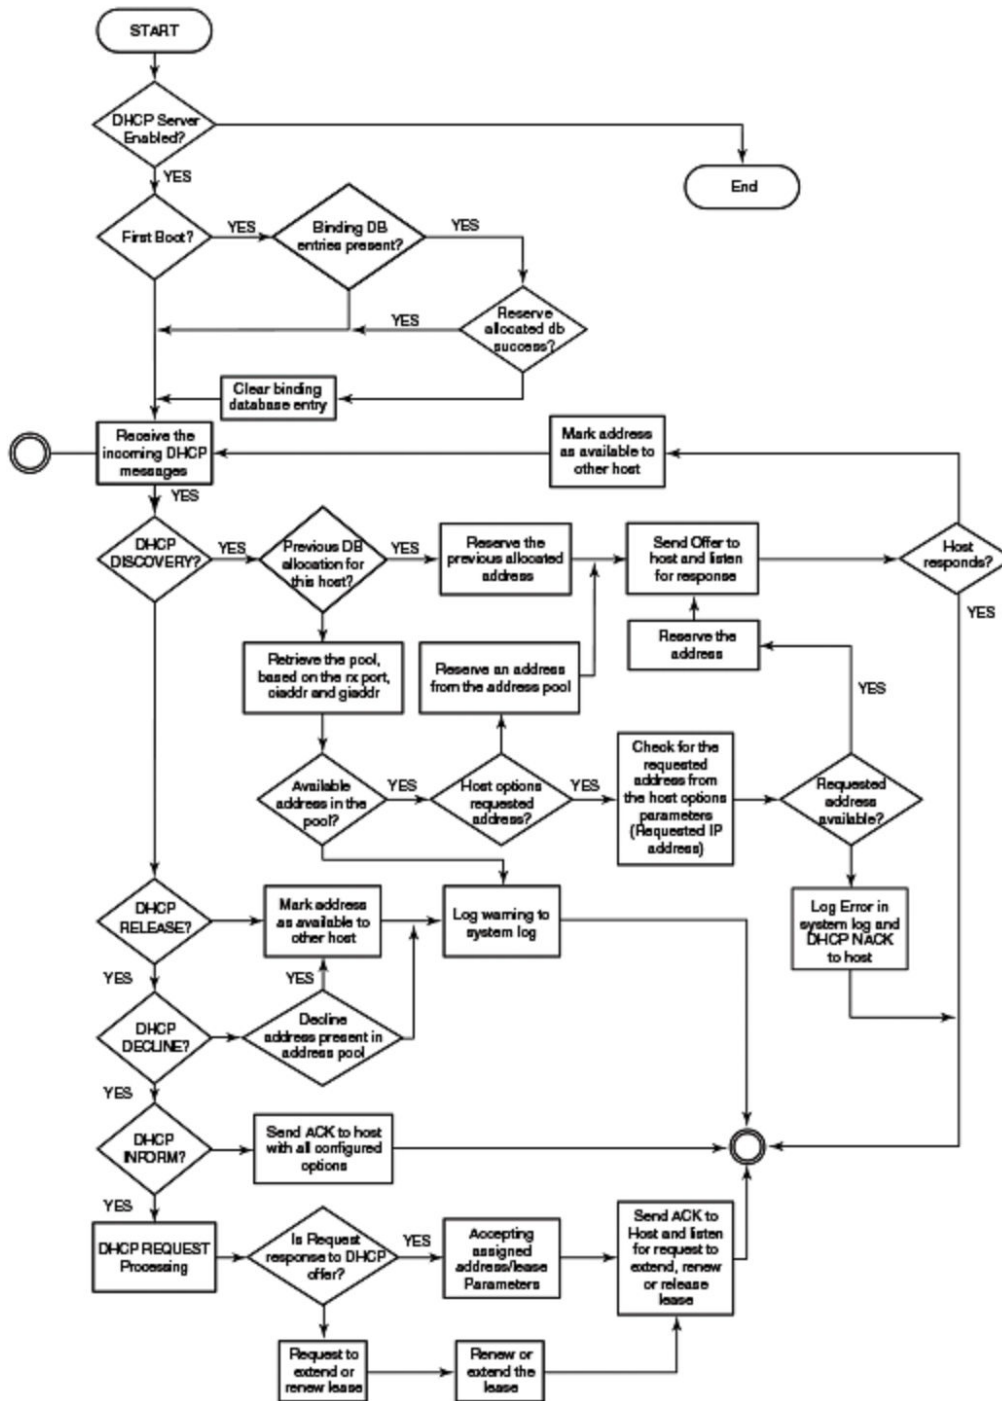 START
DHCP Server
Enabled?
End
YES
First Boot?
YES
Binding DB
entries present?
YES
Reserve
allocated db
success?
YES
Clear binding
database entry
Receive the
incoming DHCP
messages
Mark address
as available to
other host
YES
DHCP
DISCOVERY?
YES
Previous DB
allocation for
this host?
YES
Reserve the
previous allocated
address
Send Offer to
host and listen
for response
Host
responds?
YES
Reserve the
address
YES
Retrieve the pool,
based on the rx port,
ciaddr and giaddr
Reserve an address
from the address pool
Available
address in the
pool?
YES
Host options
requested
address?
YES
Check for the
requested
address from
the host options
parameters
(Requested IP
address)
Requested
address
available?
DHCP
RELEASE?
Mark address
as available to
other host
Log warning to
system log
Log Error in
system log and
DHCP NACK
to host
YES
YES
DHCP
DECLINE?
Decline
address present in
address pool
YES
DHCP
INFORM?
Send ACK to host
with all configured
options
YES
DHCP REQUEST
Processing
Is Request
response to DHCP
offer?
YES
Accepting
assigned
address/lease
Parameters
Send ACK to
Host and listen
for request to
extend, renew
or release
lease
Request to
extend or
renew lease
Renew or
extend the
lease